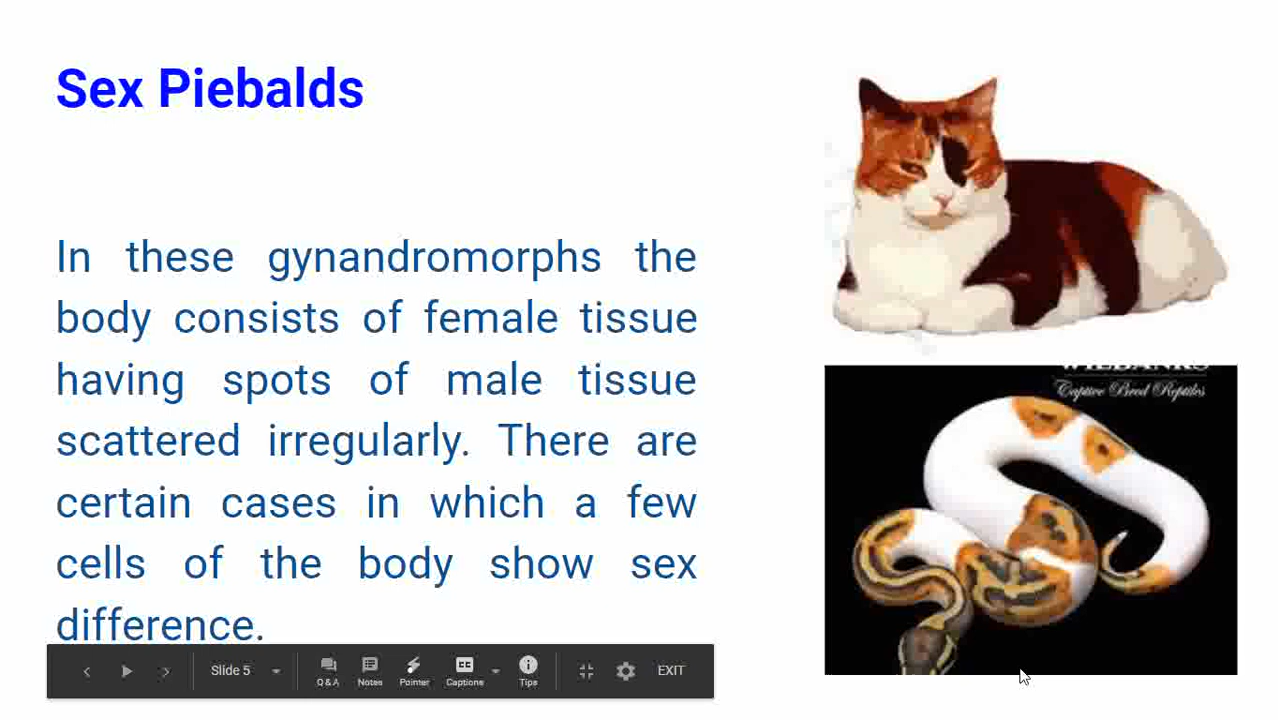 Sex Piebalds
In these gynandromorphs the
body consists of female tissue
having spots of male tissue
scattered irregularly. There are
certain cases in which a few
cells of the body show sex
difference.
WILBANKS
Captive Bred Reptiles
Slide 5
Q&A
Notes
Pointer
CC
Captions
Tips
EXIT